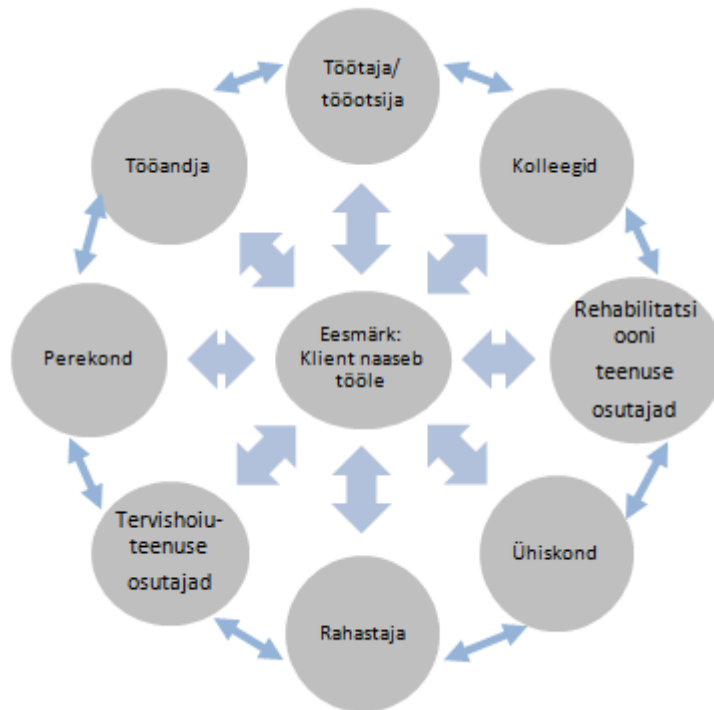 Töötaja/
tööotsija
Tööandja
Kolleegid
Perekond
Eesmärk:
Klient naaseb
tööle
Rehabilitatsi
ooni
teenuse
osutajad
Tervishoiu-
teenuse
osutajad
Ühiskond
Rahastaja